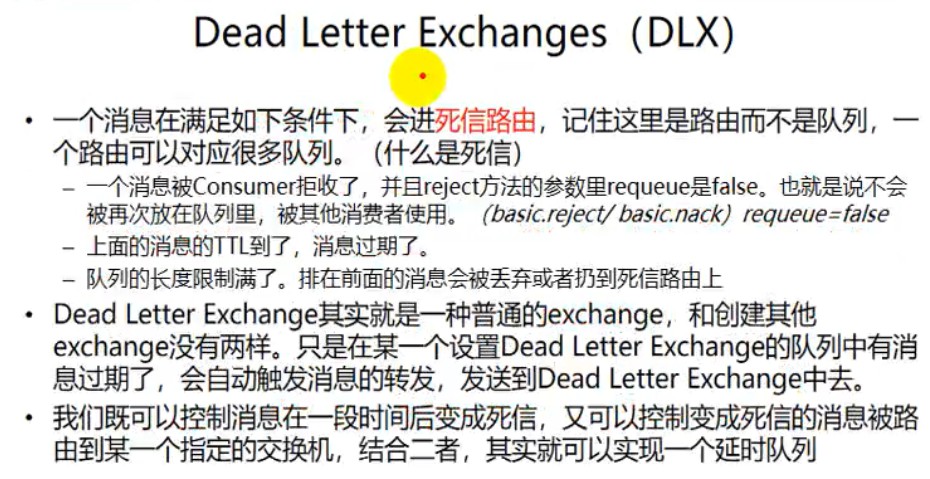 Dead Letter Exchanges（DLX）
• 一个消息在满足如下条件下，会进死信路由，记住这里是路由而不是队列，一
个路由可以对应很多队列。（什么是死信）
– 一个消息被Consumer拒收了，并且reject方法的参数里requeue是false。也就是说不会
被再次放在队列里，被其他消费者使用。（basic.reject/ basic.nack）requeue=false
– 上面的消息的TTL到了，消息过期了。
– 队列的长度限制满了。排在前面的消息会被丢弃或者扔到死信路由上
• Dead Letter Exchange其实就是一种普通的exchange，和创建其他
exchange没有两样。只是在某一个设置Dead Letter Exchange的队列中有消
息过期了，会自动触发消息的转发，发送到Dead Letter Exchange中去。
• 我们既可以控制消息在一段时间后变成死信，又可以控制变成死信的消息被路
由到某一个指定的交换机，结合二者，其实就可以实现一个延时队列